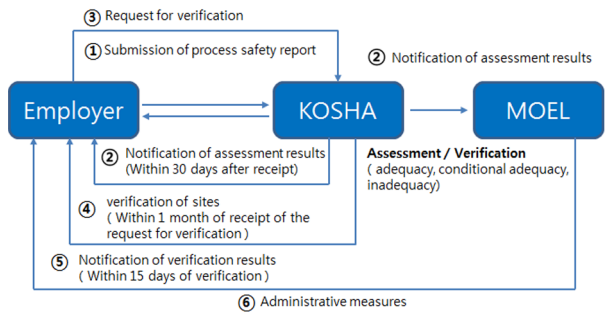 ③ Request for verification
① Submission of process safety report
② Notification of assessment results
Employer
KOSHA
MOEL
② Notification of assessment results
(Within 30 days after receipt)
Assessment / Verification
( adequacy, conditional adequacy,
inadequacy)
④ verification of sites
( Within 1 month of receipt of the
request for verification )
⑤ Notification of verification results
( Within 15 days of verification )
⑥ Administrative measures